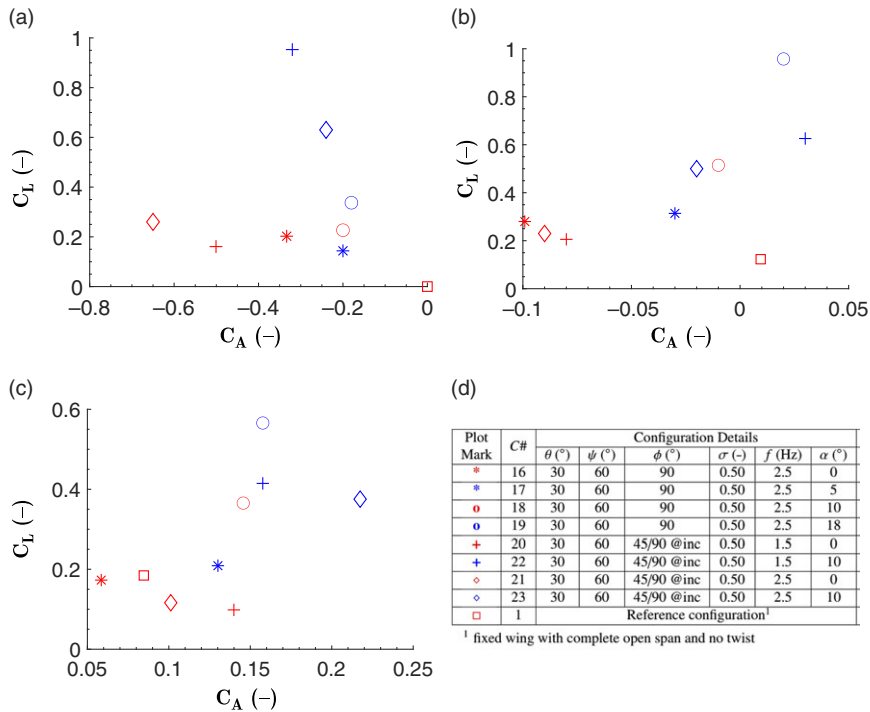 (a)
1
0.8
0.6
0.4
0.2
0
C_L (–)
−0.8 −0.6 −0.4 −0.2 0
C_A (–)
(b)
1
0.8
0.6
0.4
0.2
0
C_L (–)
−0.1 −0.05 0 0.05
C_A (–)
(c)
0.6
0.4
0.2
0
C_L (–)
0.05 0.1 0.15 0.2 0.25
C_A (–)
(d)
Plot Mark C# Configuration Details
θ (°) ψ (°) ϕ (°) σ (-) f (Hz) α (°)
* 16 30 60 90 0.50 2.5 0
* 17 30 60 90 0.50 2.5 5
o 18 30 60 90 0.50 2.5 10
o 19 30 60 90 0.50 2.5 18
+ 20 30 60 45/90 @inc 0.50 1.5 0
+ 22 30 60 45/90 @inc 0.50 1.5 10
◇ 21 30 60 45/90 @inc 0.50 2.5 0
◇ 23 30 60 45/90 @inc 0.50 2.5 10
□ 1 Reference configuration¹
¹ fixed wing with complete open span and no twist